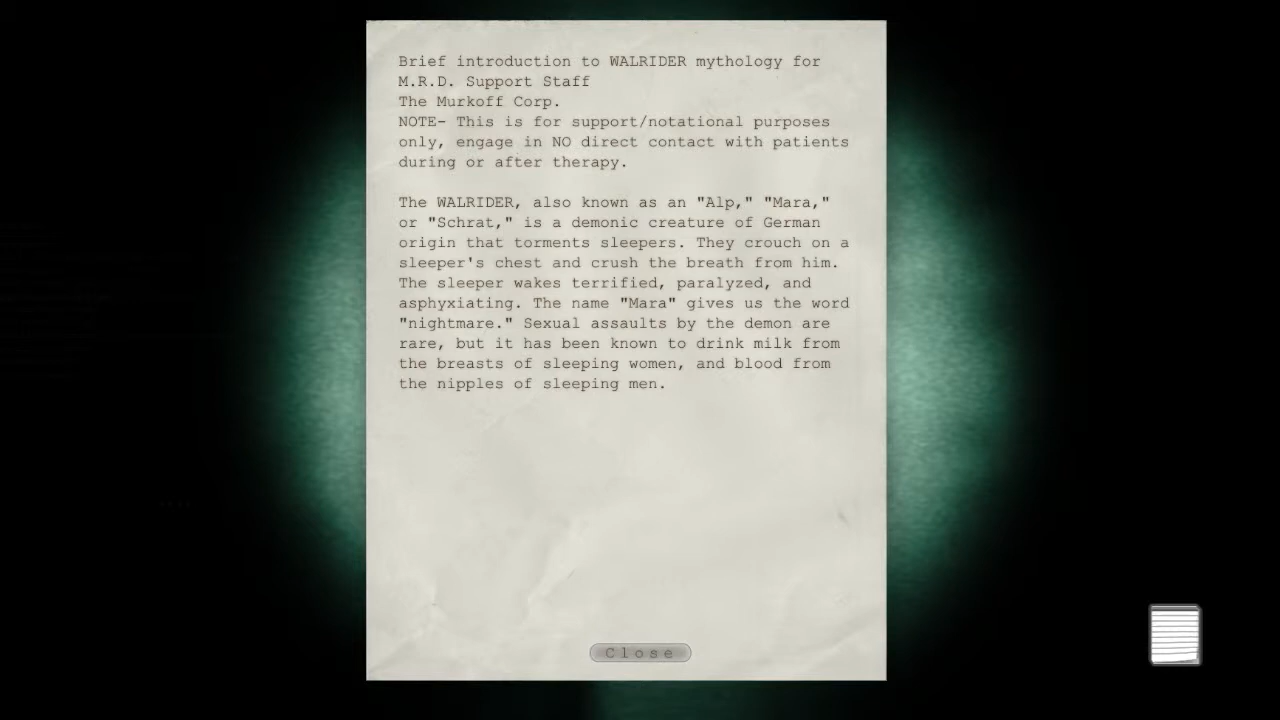 Brief introduction to WALRIDER mythology for
M.R.D. Support Staff
The Murkoff Corp.
NOTE- This is for support/notational purposes
only, engage in NO direct contact with patients
during or after therapy.
The WALRIDER, also known as an "Alp," "Mara,"
or "Schrat," is a demonic creature of German
origin that torments sleepers. They crouch on a
sleeper's chest and crush the breath from him.
The sleeper wakes terrified, paralyzed, and
asphyxiating. The name "Mara" gives us the word
"nightmare." Sexual assaults by the demon are
rare, but it has been known to drink milk from
the breasts of sleeping women, and blood from
the nipples of sleeping men.
Close